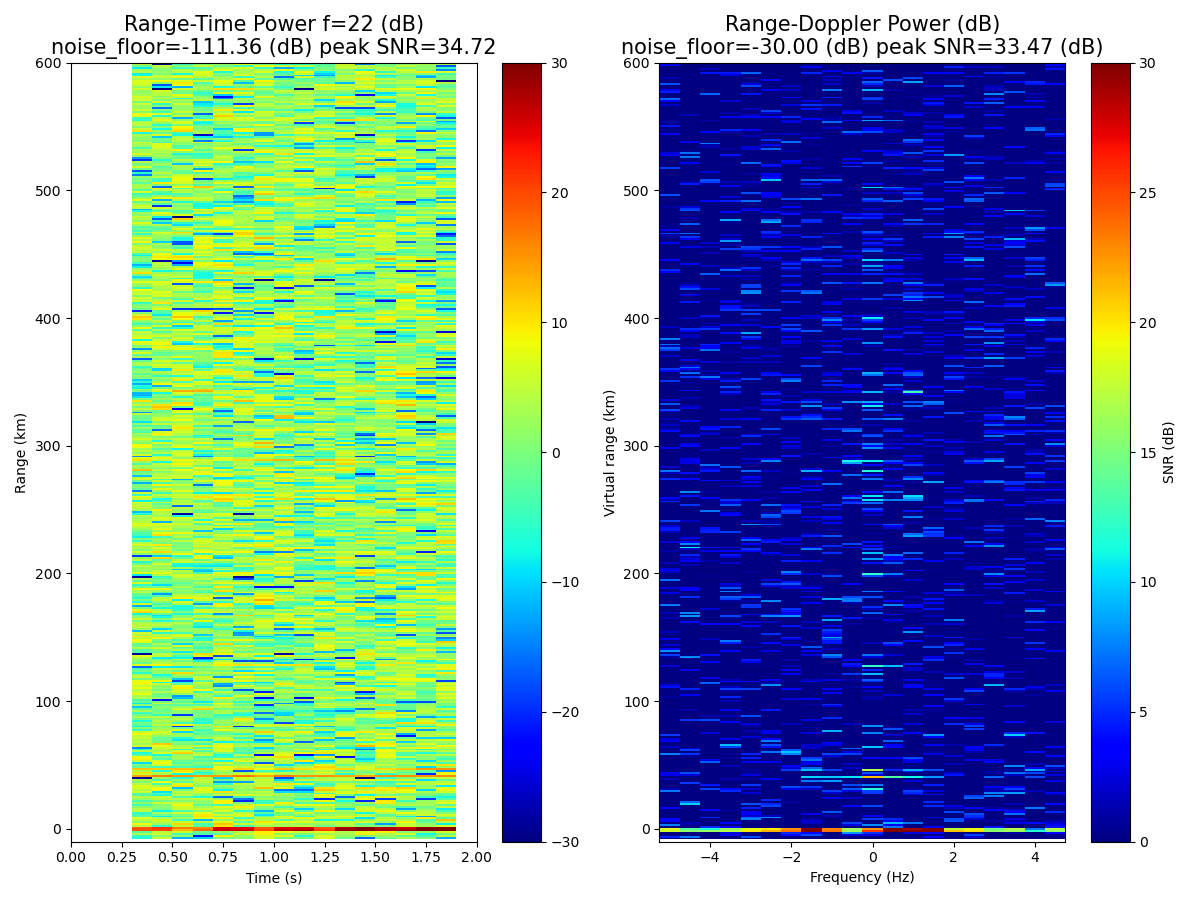 Range-Time Power f=22 (dB)
noise_floor=-111.36 (dB) peak SNR=34.72
Range (km)
600
500
400
300
200
100
0
0.00 0.25 0.50 0.75 1.00 1.25 1.50 1.75 2.00
Time (s)
30
20
10
0
−10
−20
−30
Range-Doppler Power (dB)
noise_floor=-30.00 (dB) peak SNR=33.47 (dB)
Virtual range (km)
600
500
400
300
200
100
0
−4 −2 0 2 4
Frequency (Hz)
30
25
20
15
10
5
0
SNR (dB)